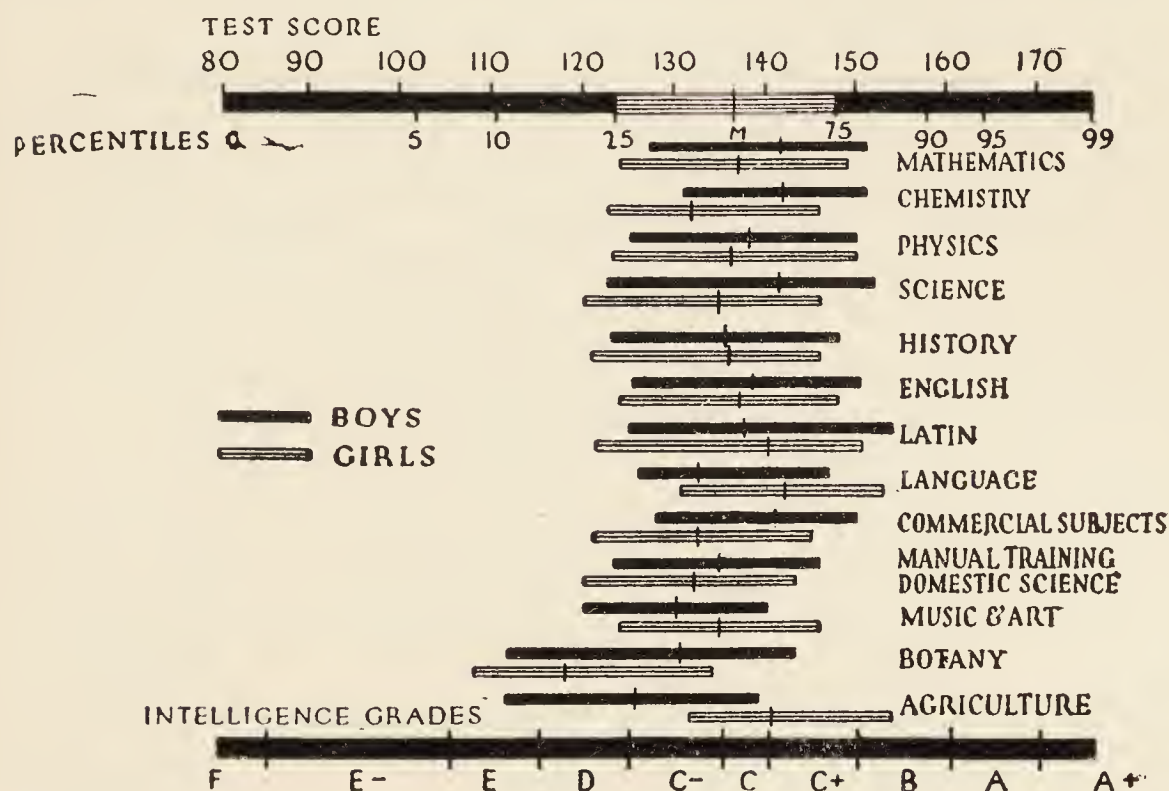 TEST SCORE
80 90 100 110 120 130 140 150 160 170
PERCENTILES a 5 10 25 M 75 90 95 99
MATHEMATICS
CHEMISTRY
PHYSICS
SCIENCE
HISTORY
ENGLISH
BOYS
LATIN
GIRLS
LANGUAGE
COMMERCIAL SUBJECTS
MANUAL TRAINING
DOMESTIC SCIENCE
MUSIC & ART
BOTANY
AGRICULTURE
INTELLIGENCE GRADES
F E- E D C- C C+ B A A+